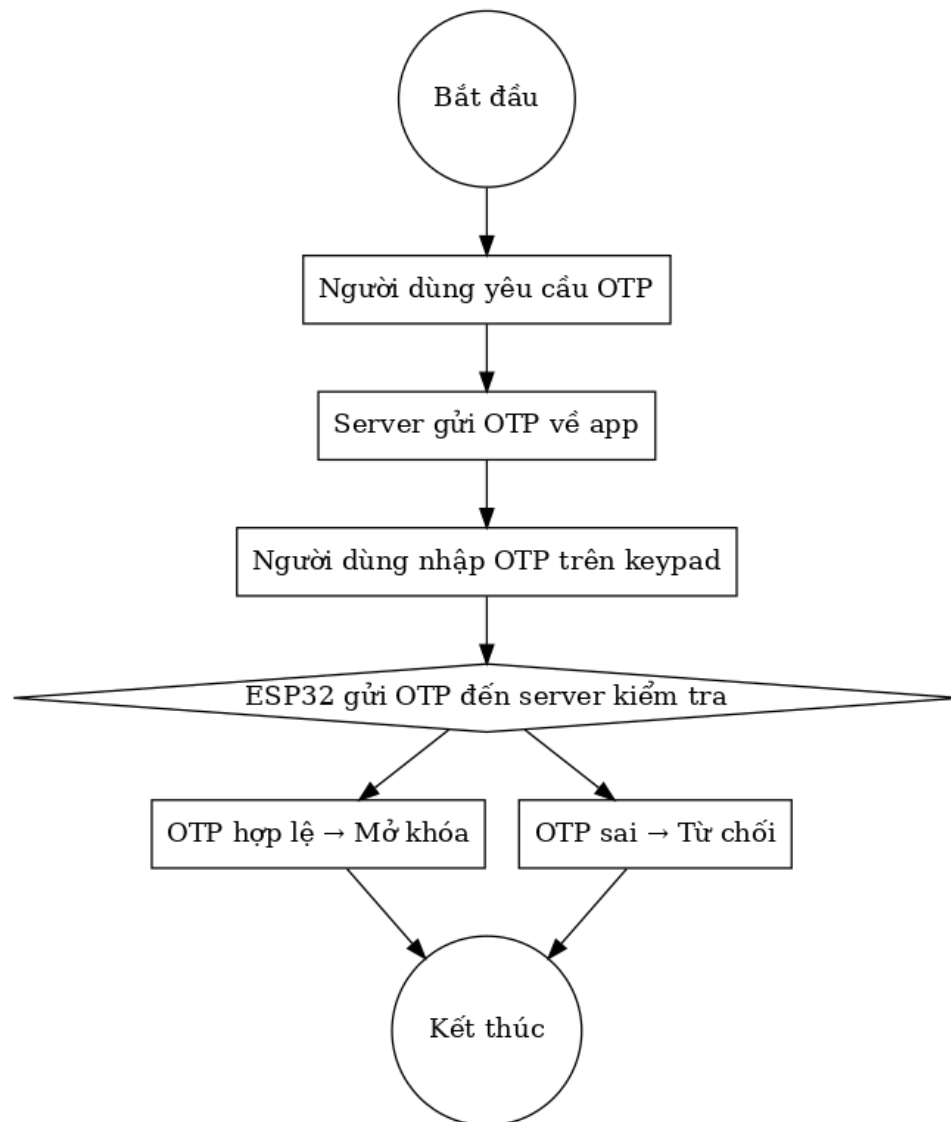 Bắt đầu
Người dùng yêu cầu OTP
Server gửi OTP về app
Người dùng nhập OTP trên keypad
ESP32 gửi OTP đến server kiểm tra
OTP hợp lệ → Mở khóa
OTP sai → Từ chối
Kết thúc